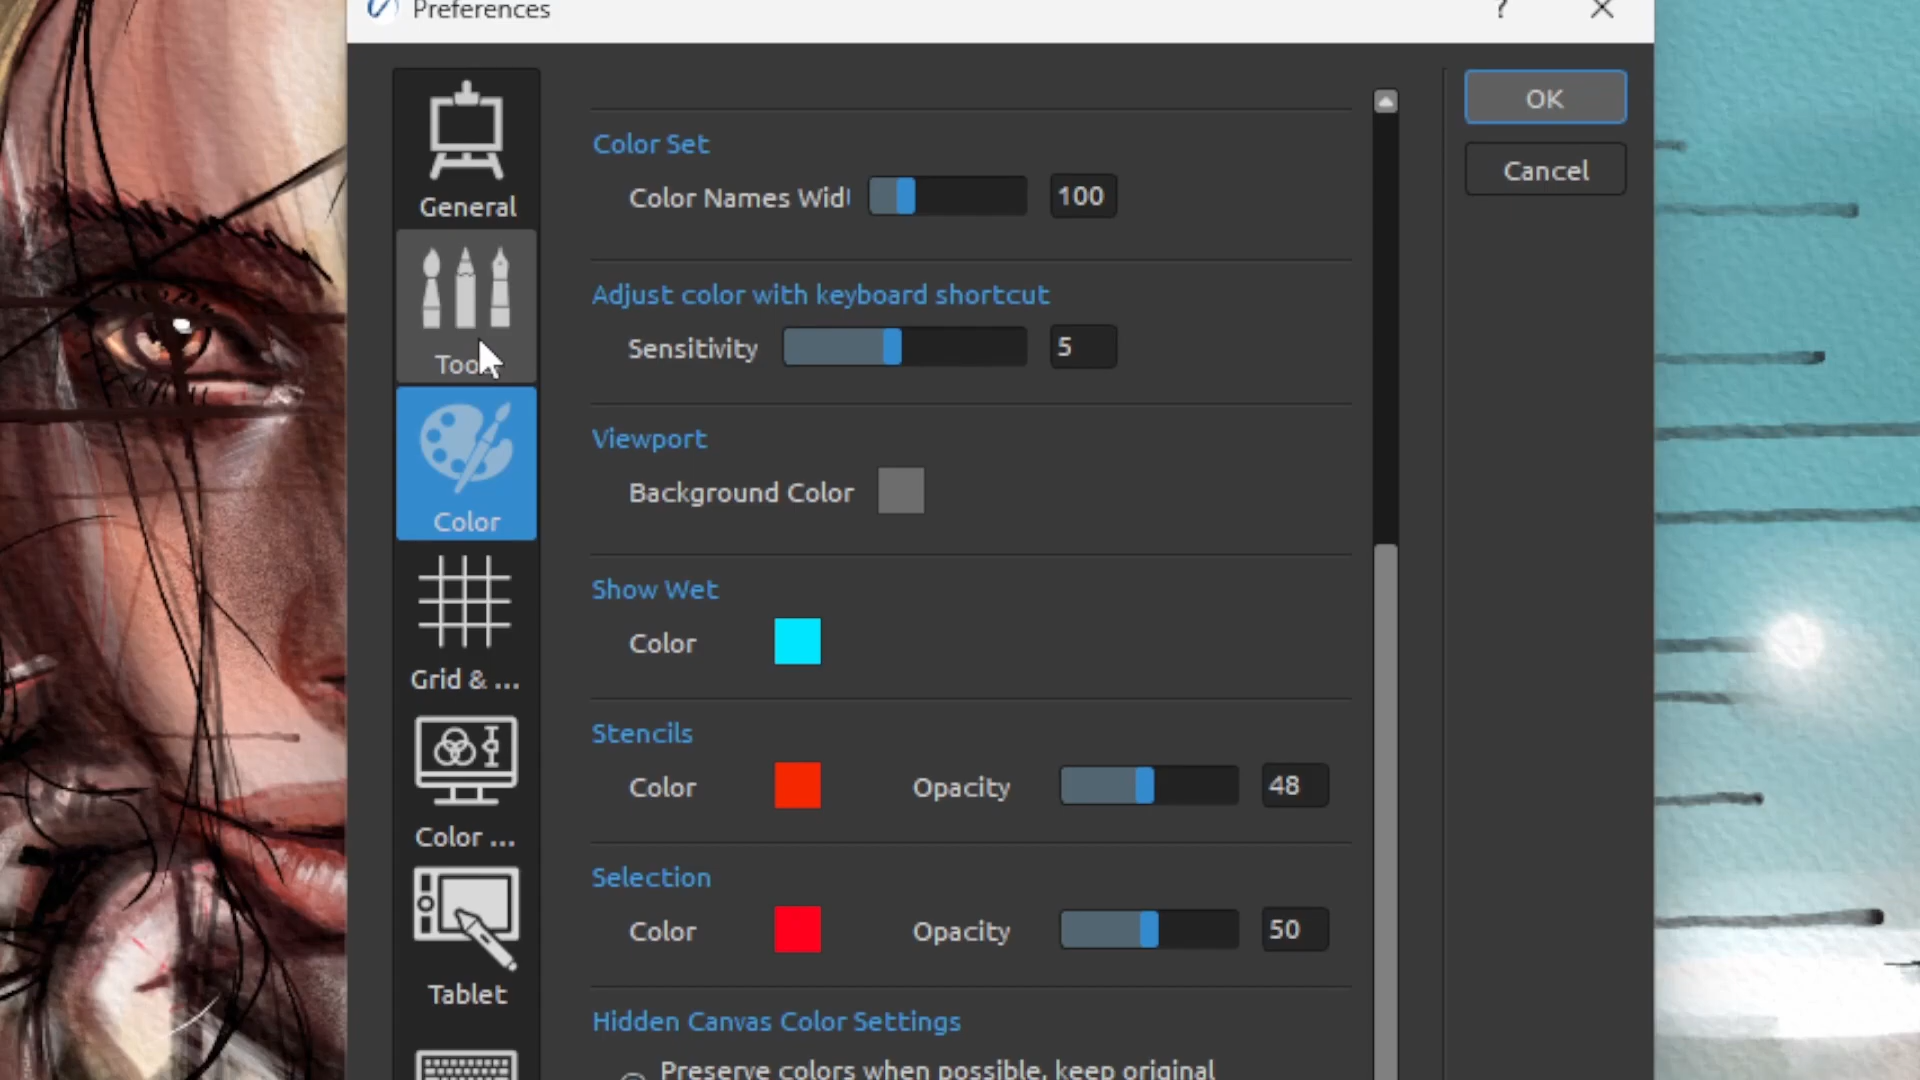 Preferences
?
OK
Cancel
General
Color
Grid & ...
Color ...
Tablet
Color Set
Color Names Wid
100
Adjust color with keyboard shortcut
Sensitivity
5
Viewport
Background Color
Show Wet
Color
Stencils
Color
Opacity
48
Selection
Color
Opacity
50
Hidden Canvas Color Settings
Preserve colors when possible, keep original